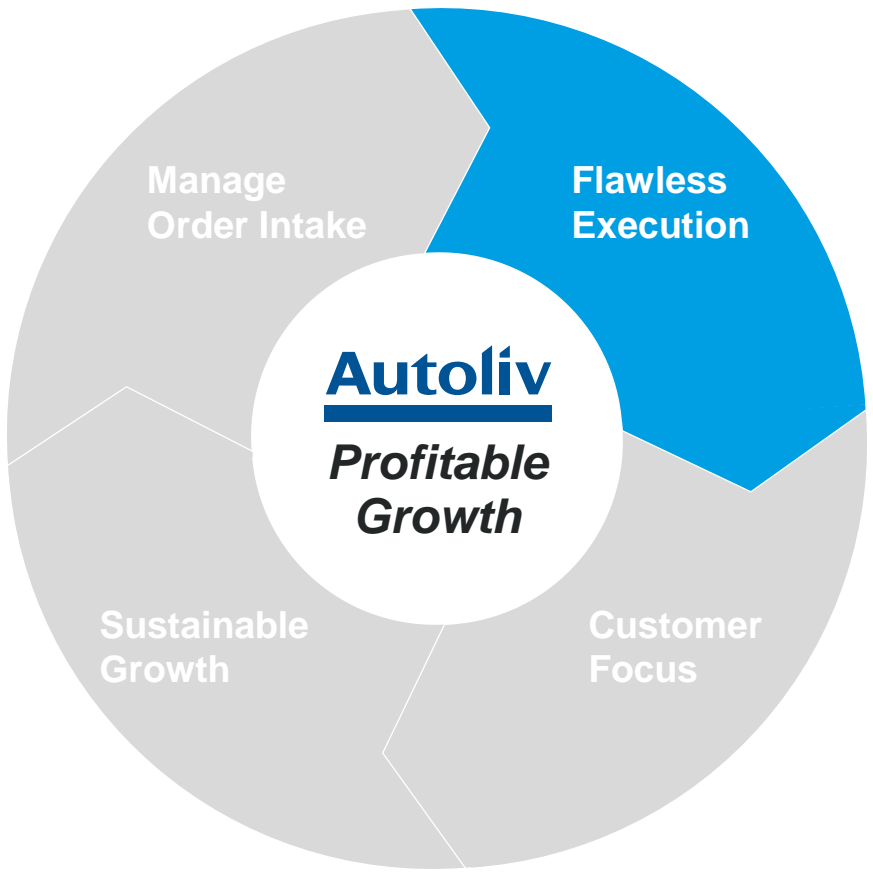 Manage
Order Intake
Flawless
Execution
Autoliv
Profitable
Growth
Sustainable
Growth
Customer
Focus